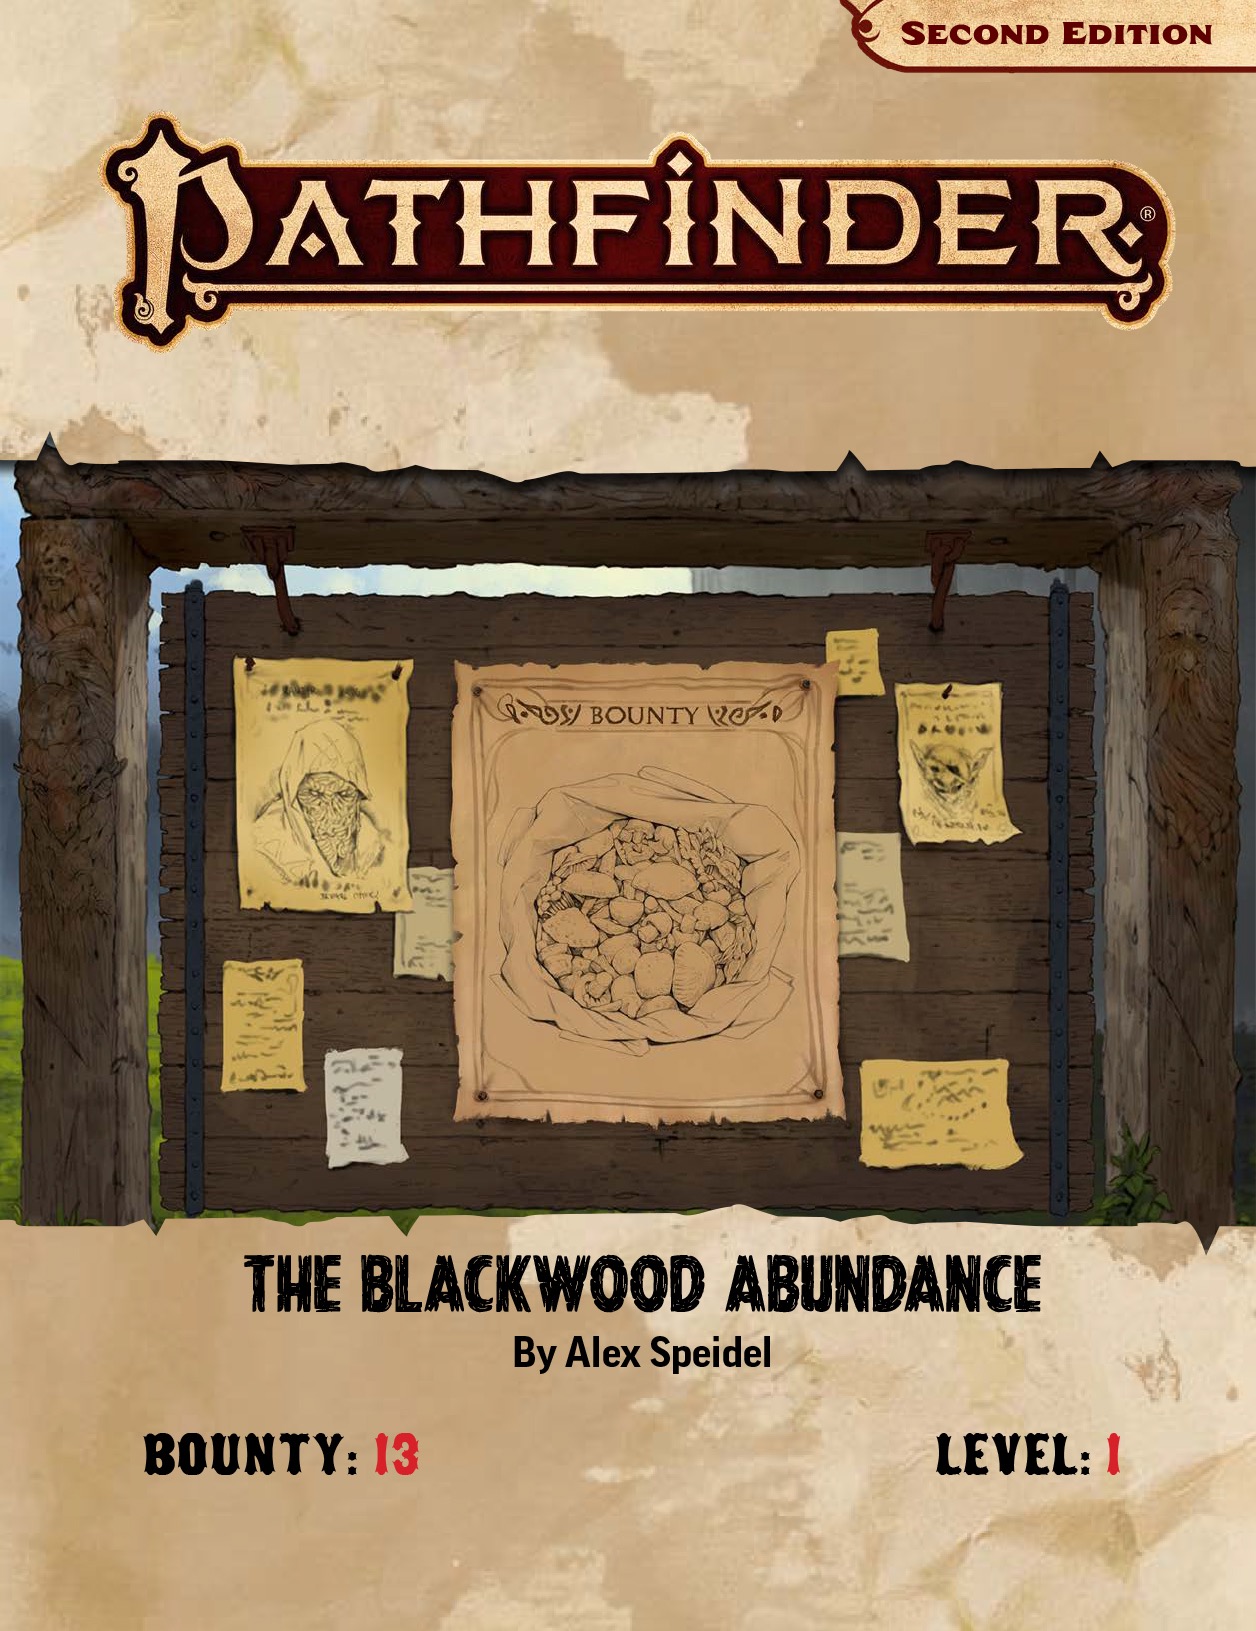 SECOND EDITION
PATHFINDER®
BOUNTY
THE BLACKWOOD ABUNDANCE
By Alex Speidel
BOUNTY: 13
LEVEL: 1